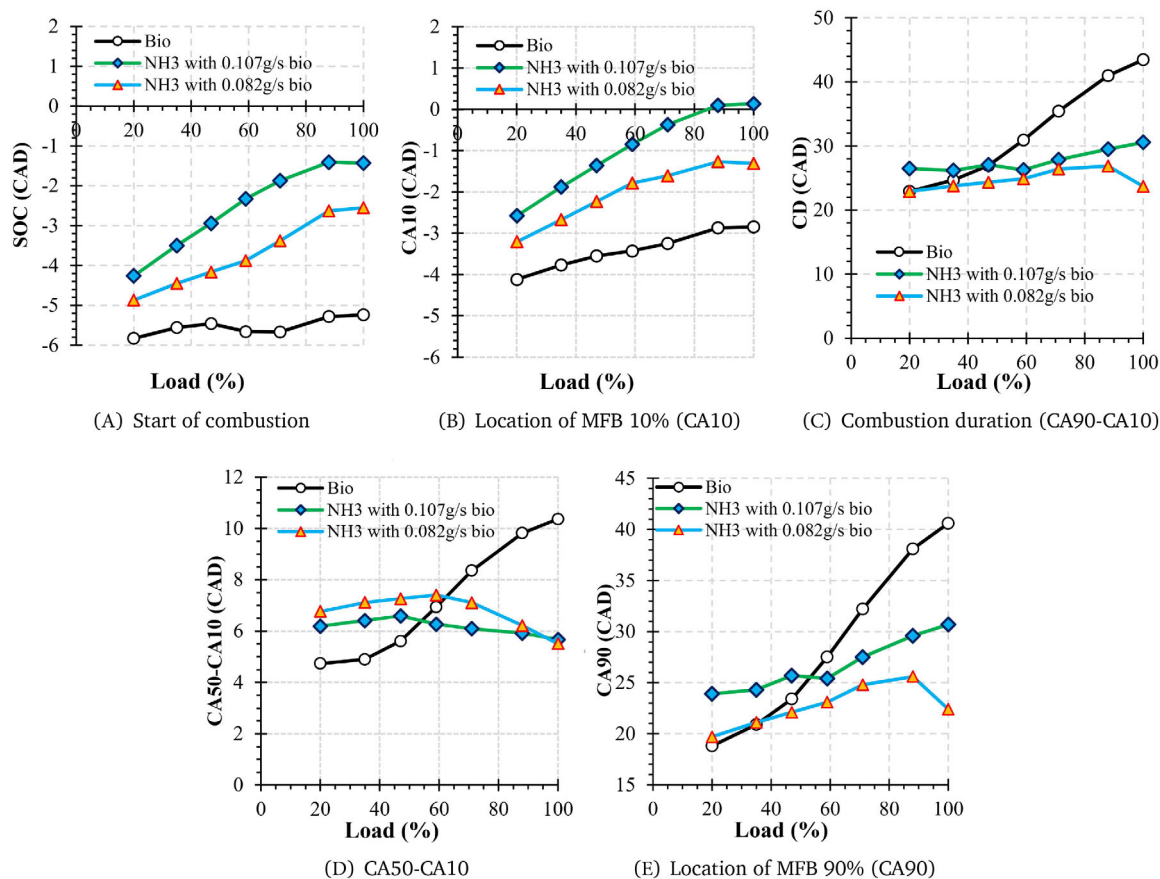 2
1
0
-1
-2
-3
-4
-5
-6
0 20 40 60 80 100
SOC (CAD)
Load (%)
Bio
NH3 with 0.107g/s bio
NH3 with 0.082g/s bio
(A) Start of combustion
2
1
0
-1
-2
-3
-4
-5
-6
0 20 40 60 80 100
CA10 (CAD)
Load (%)
Bio
NH3 with 0.107g/s bio
NH3 with 0.082g/s bio
(B) Location of MFB 10% (CA10)
50
40
30
20
10
0
0 20 40 60 80 100
CD (CAD)
Load (%)
Bio
NH3 with 0.107g/s bio
NH3 with 0.082g/s bio
(C) Combustion duration (CA90-CA10)
12
10
8
6
4
2
0
0 20 40 60 80 100
CA50-CA10 (CAD)
Load (%)
Bio
NH3 with 0.107g/s bio
NH3 with 0.082g/s bio
(D) CA50-CA10
45
40
35
30
25
20
15
0 20 40 60 80 100
CA90 (CAD)
Load (%)
Bio
NH3 with 0.107g/s bio
NH3 with 0.082g/s bio
(E) Location of MFB 90% (CA90)